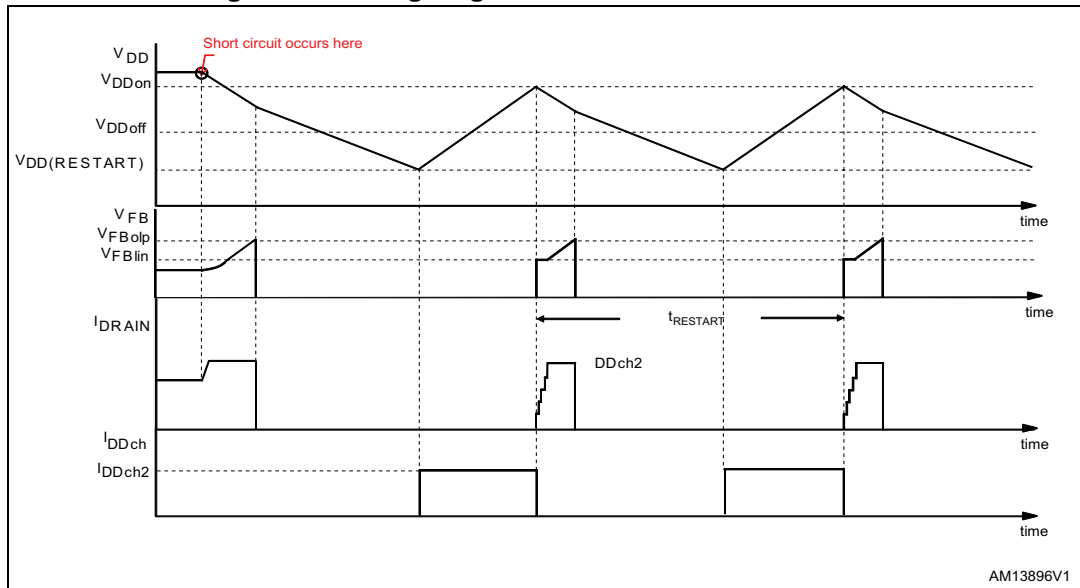 Short circuit occurs here
VDD
VDDon
VDDoff
VDD(RESTART)
time
VFB
VFBolp
VFBlin
time
IDRAIN
tRESTART
DDch2
time
IDDch
IDDch2
time
AM13896V1